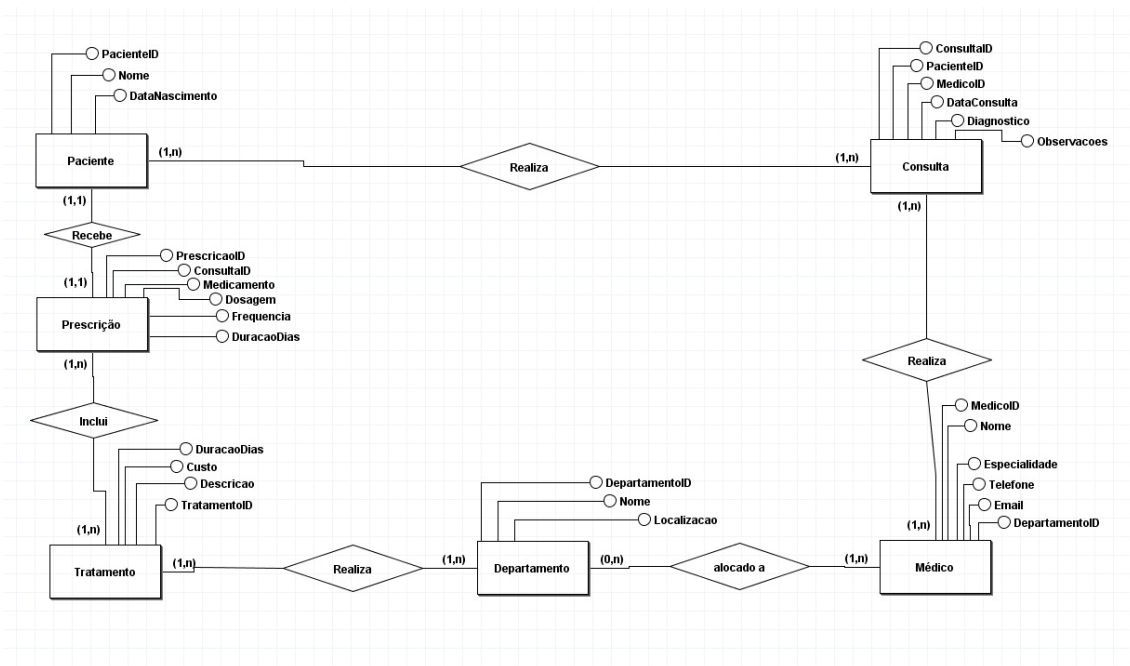 PacienteID
Nome
DataNascimento
Paciente
(1,n)
Realiza
(1,n)
ConsultaID
PacienteID
MedicoID
DataConsulta
Diagnostico
Observacoes
Consulta
(1,1)
Recebe
(1,1)
PrescricaoID
ConsultaID
Medicamento
Dosagem
Frequência
DuracaoDias
Prescrição
(1,n)
Inclui
(1,n)
(1,n)
Realiza
(1,n)
DuracaoDias
Custo
Descricao
TratamentoID
Tratamento
(1,n)
Realiza
(1,n)
DepartamentoID
Nome
Localizacao
Departamento
(0,n)
alocado a
(1,n)
MedicoID
Nome
Especialidade
Telefone
Email
DepartamentoID
Médico